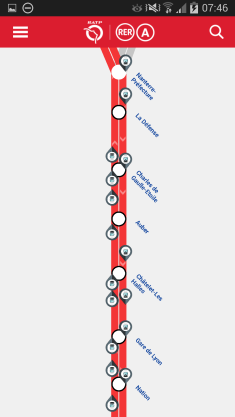 07:46
RATP
RER A
Nanterre-
Préfecture
La Défense
Charles de
Gaulle-Etoile
Auber
Châtelet-Les
Halles
Gare de Lyon
Nation